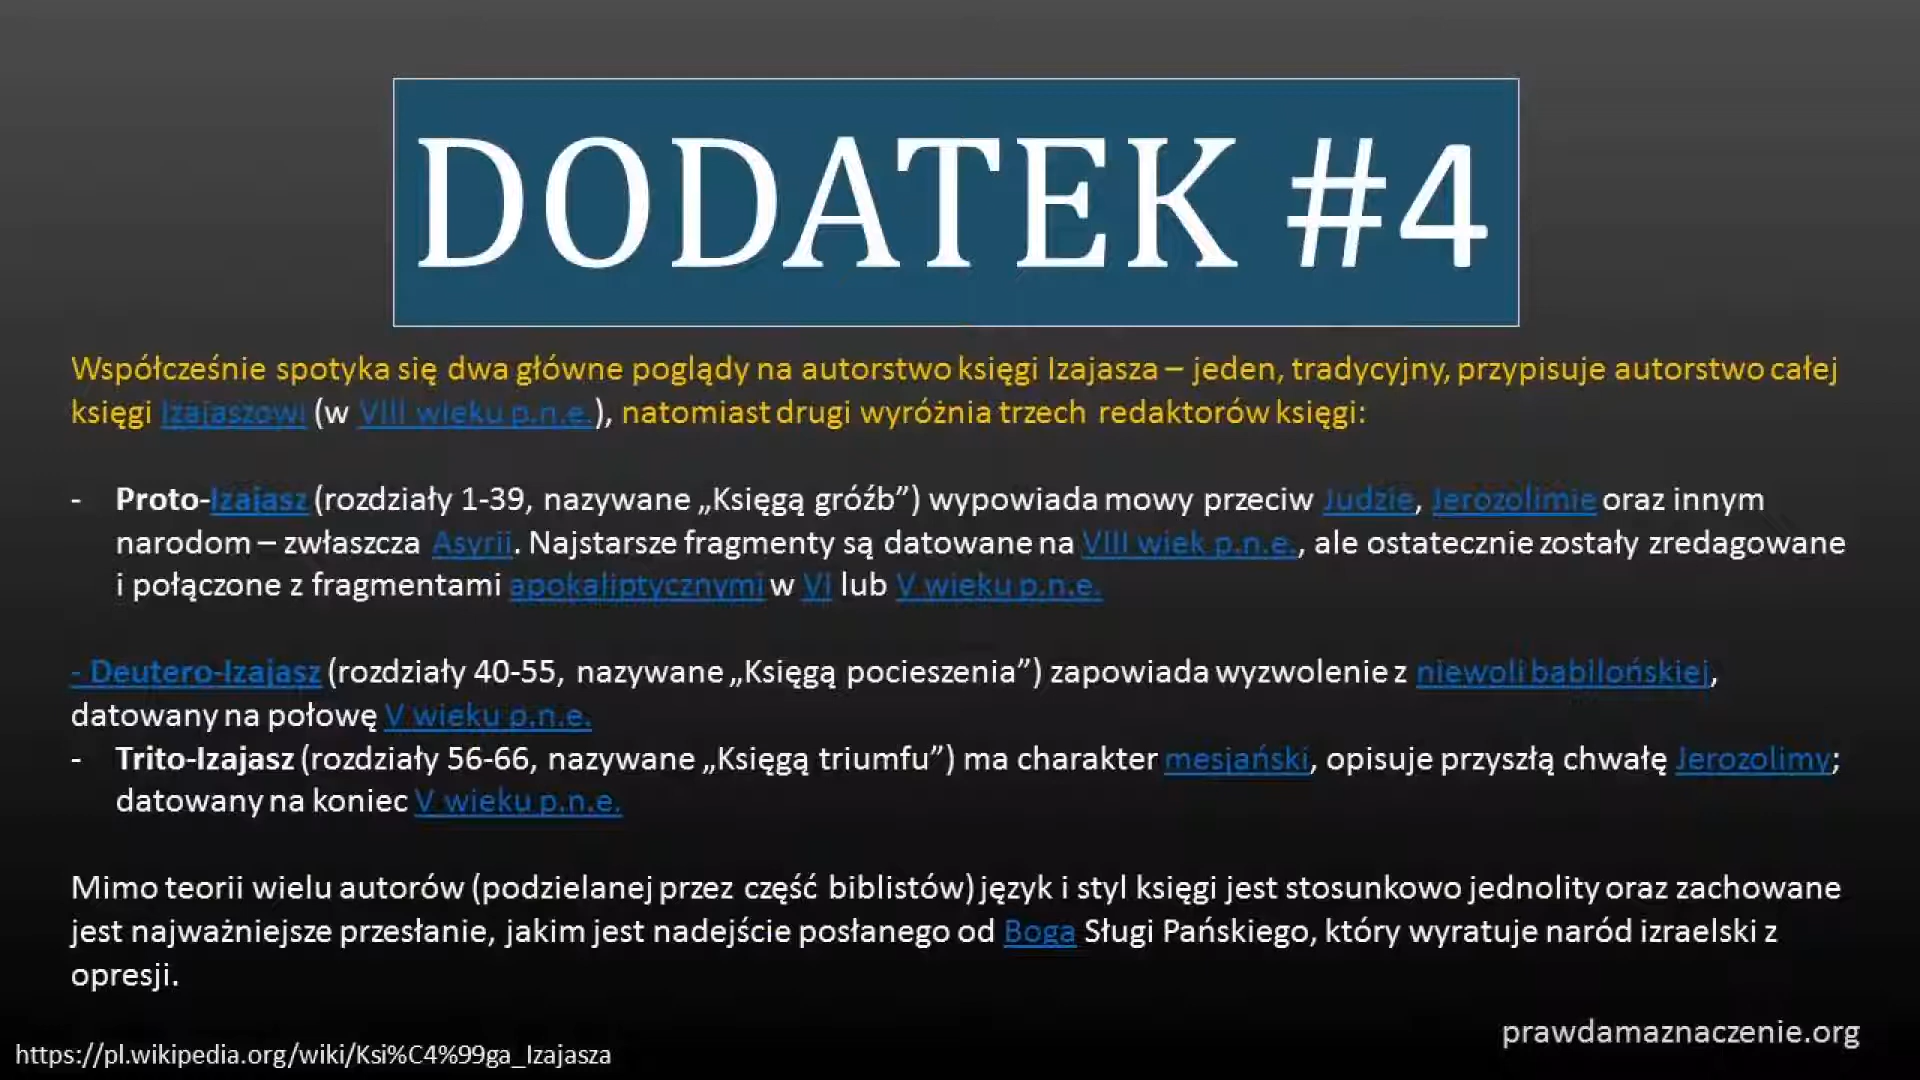 DODATEK #4
Współcześnie spotyka się dwa główne poglądy na autorstwo księgi Izajasza – jeden, tradycyjny, przypisuje autorstwo całej
księgi Izajaszowi (w VIII wieku p.n.e.), natomiast drugi wyróżnia trzech redaktorów księgi:
- Proto-Izajasz (rozdziały 1-39, nazywane „Księgą gróźb”) wypowiada mowy przeciw Judzie, Jerozolimie oraz innym
narodom – zwłaszcza Asyrii. Najstarsze fragmenty są datowane na VIII wiek p.n.e., ale ostatecznie zostały zredagowane
i połączone z fragmentami apokaliptycznymi w VI lub V wieku p.n.e.
- Deutero-Izajasz (rozdziały 40-55, nazywane „Księgą pocieszenia”) zapowiada wyzwolenie z niewoli babilońskiej,
datowany na połowę V wieku p.n.e.
- Trito-Izajasz (rozdziały 56-66, nazywane „Księgą triumfu”) ma charakter mesjański, opisuje przyszłą chwałę Jerozolimy;
datowany na koniec V wieku p.n.e.
Mimo teorii wielu autorów (podzielanej przez część biblistów) język i styl księgi jest stosunkowo jednolity oraz zachowane
jest najważniejsze przesłanie, jakim jest nadejście posłanego od Boga Sługi Pańskiego, który wyratuje naród izraelski z
opresji.
prawdamaznaczenie.org
https://pl.wikipedia.org/wiki/Ksi%C4%99ga_Izajasza